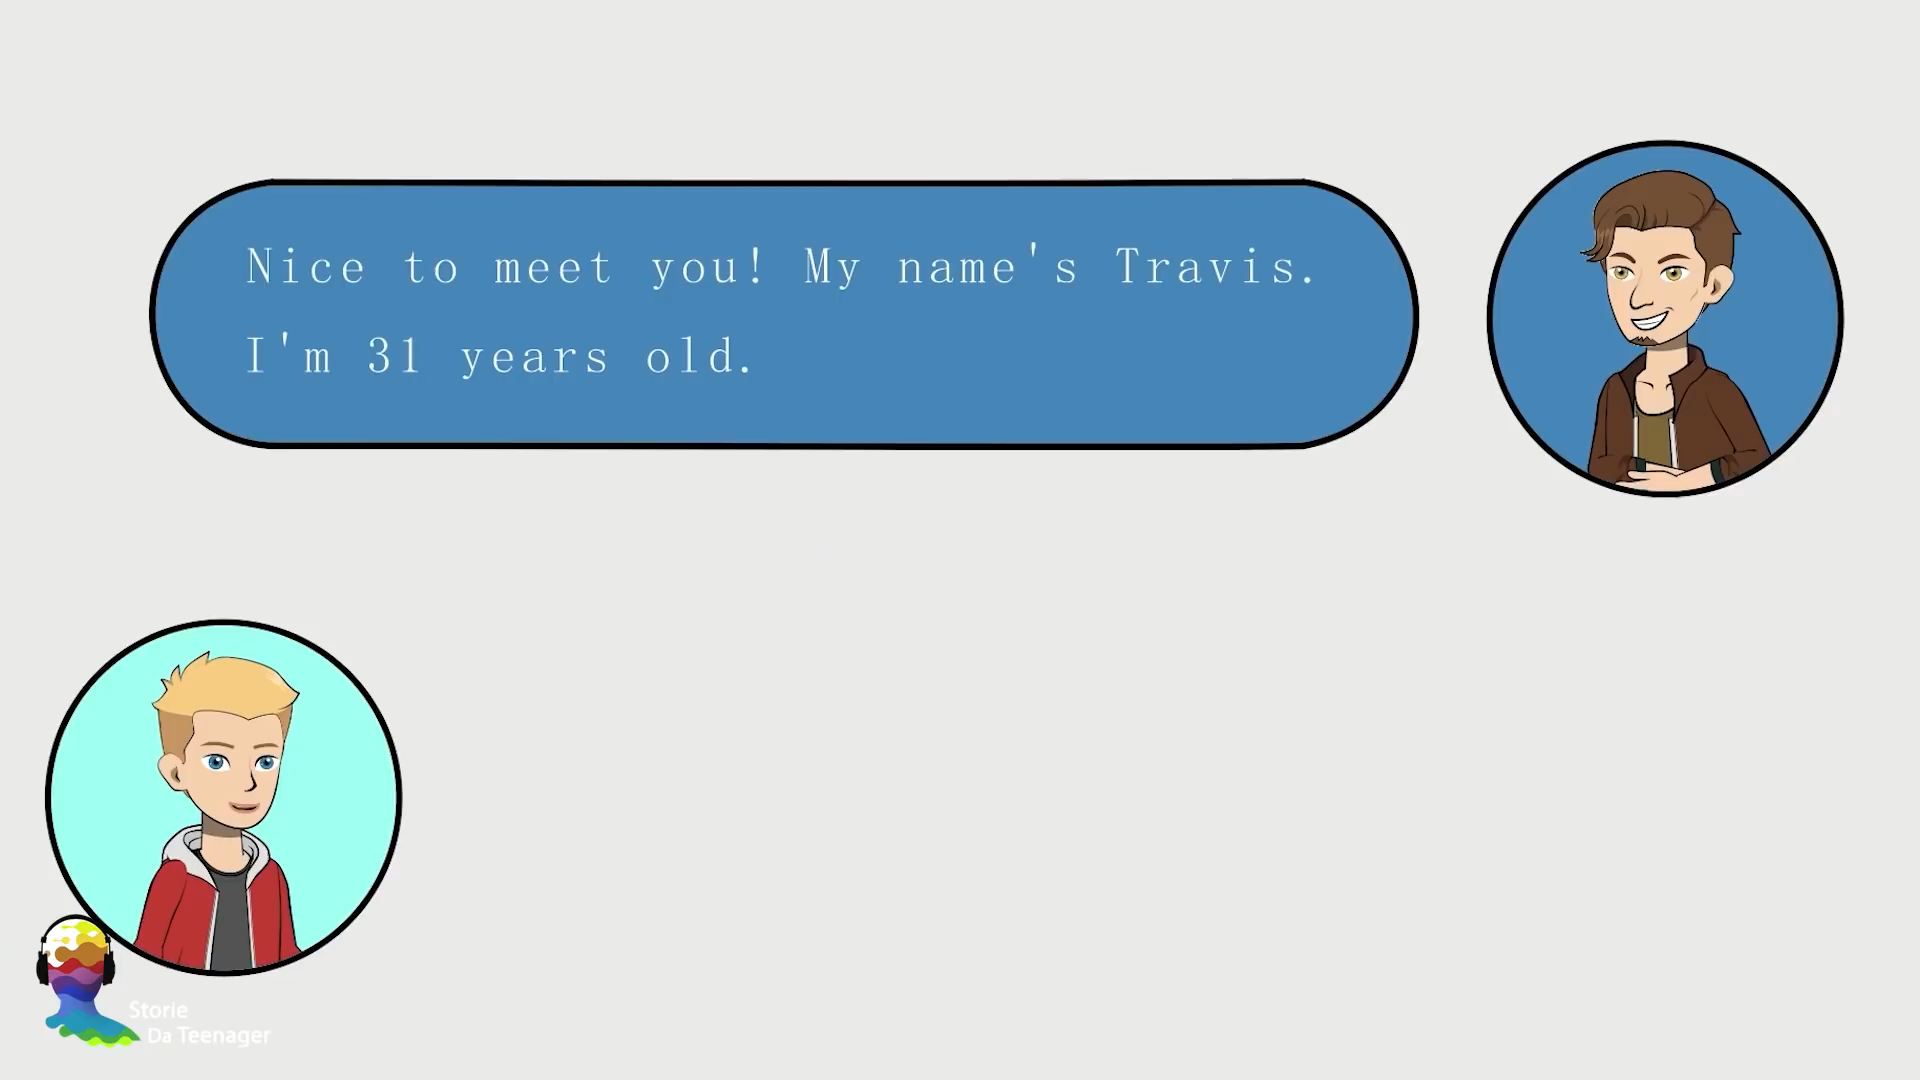 Nice to meet you! My name's Travis.
I'm 31 years old.
Storie
Da Teenager